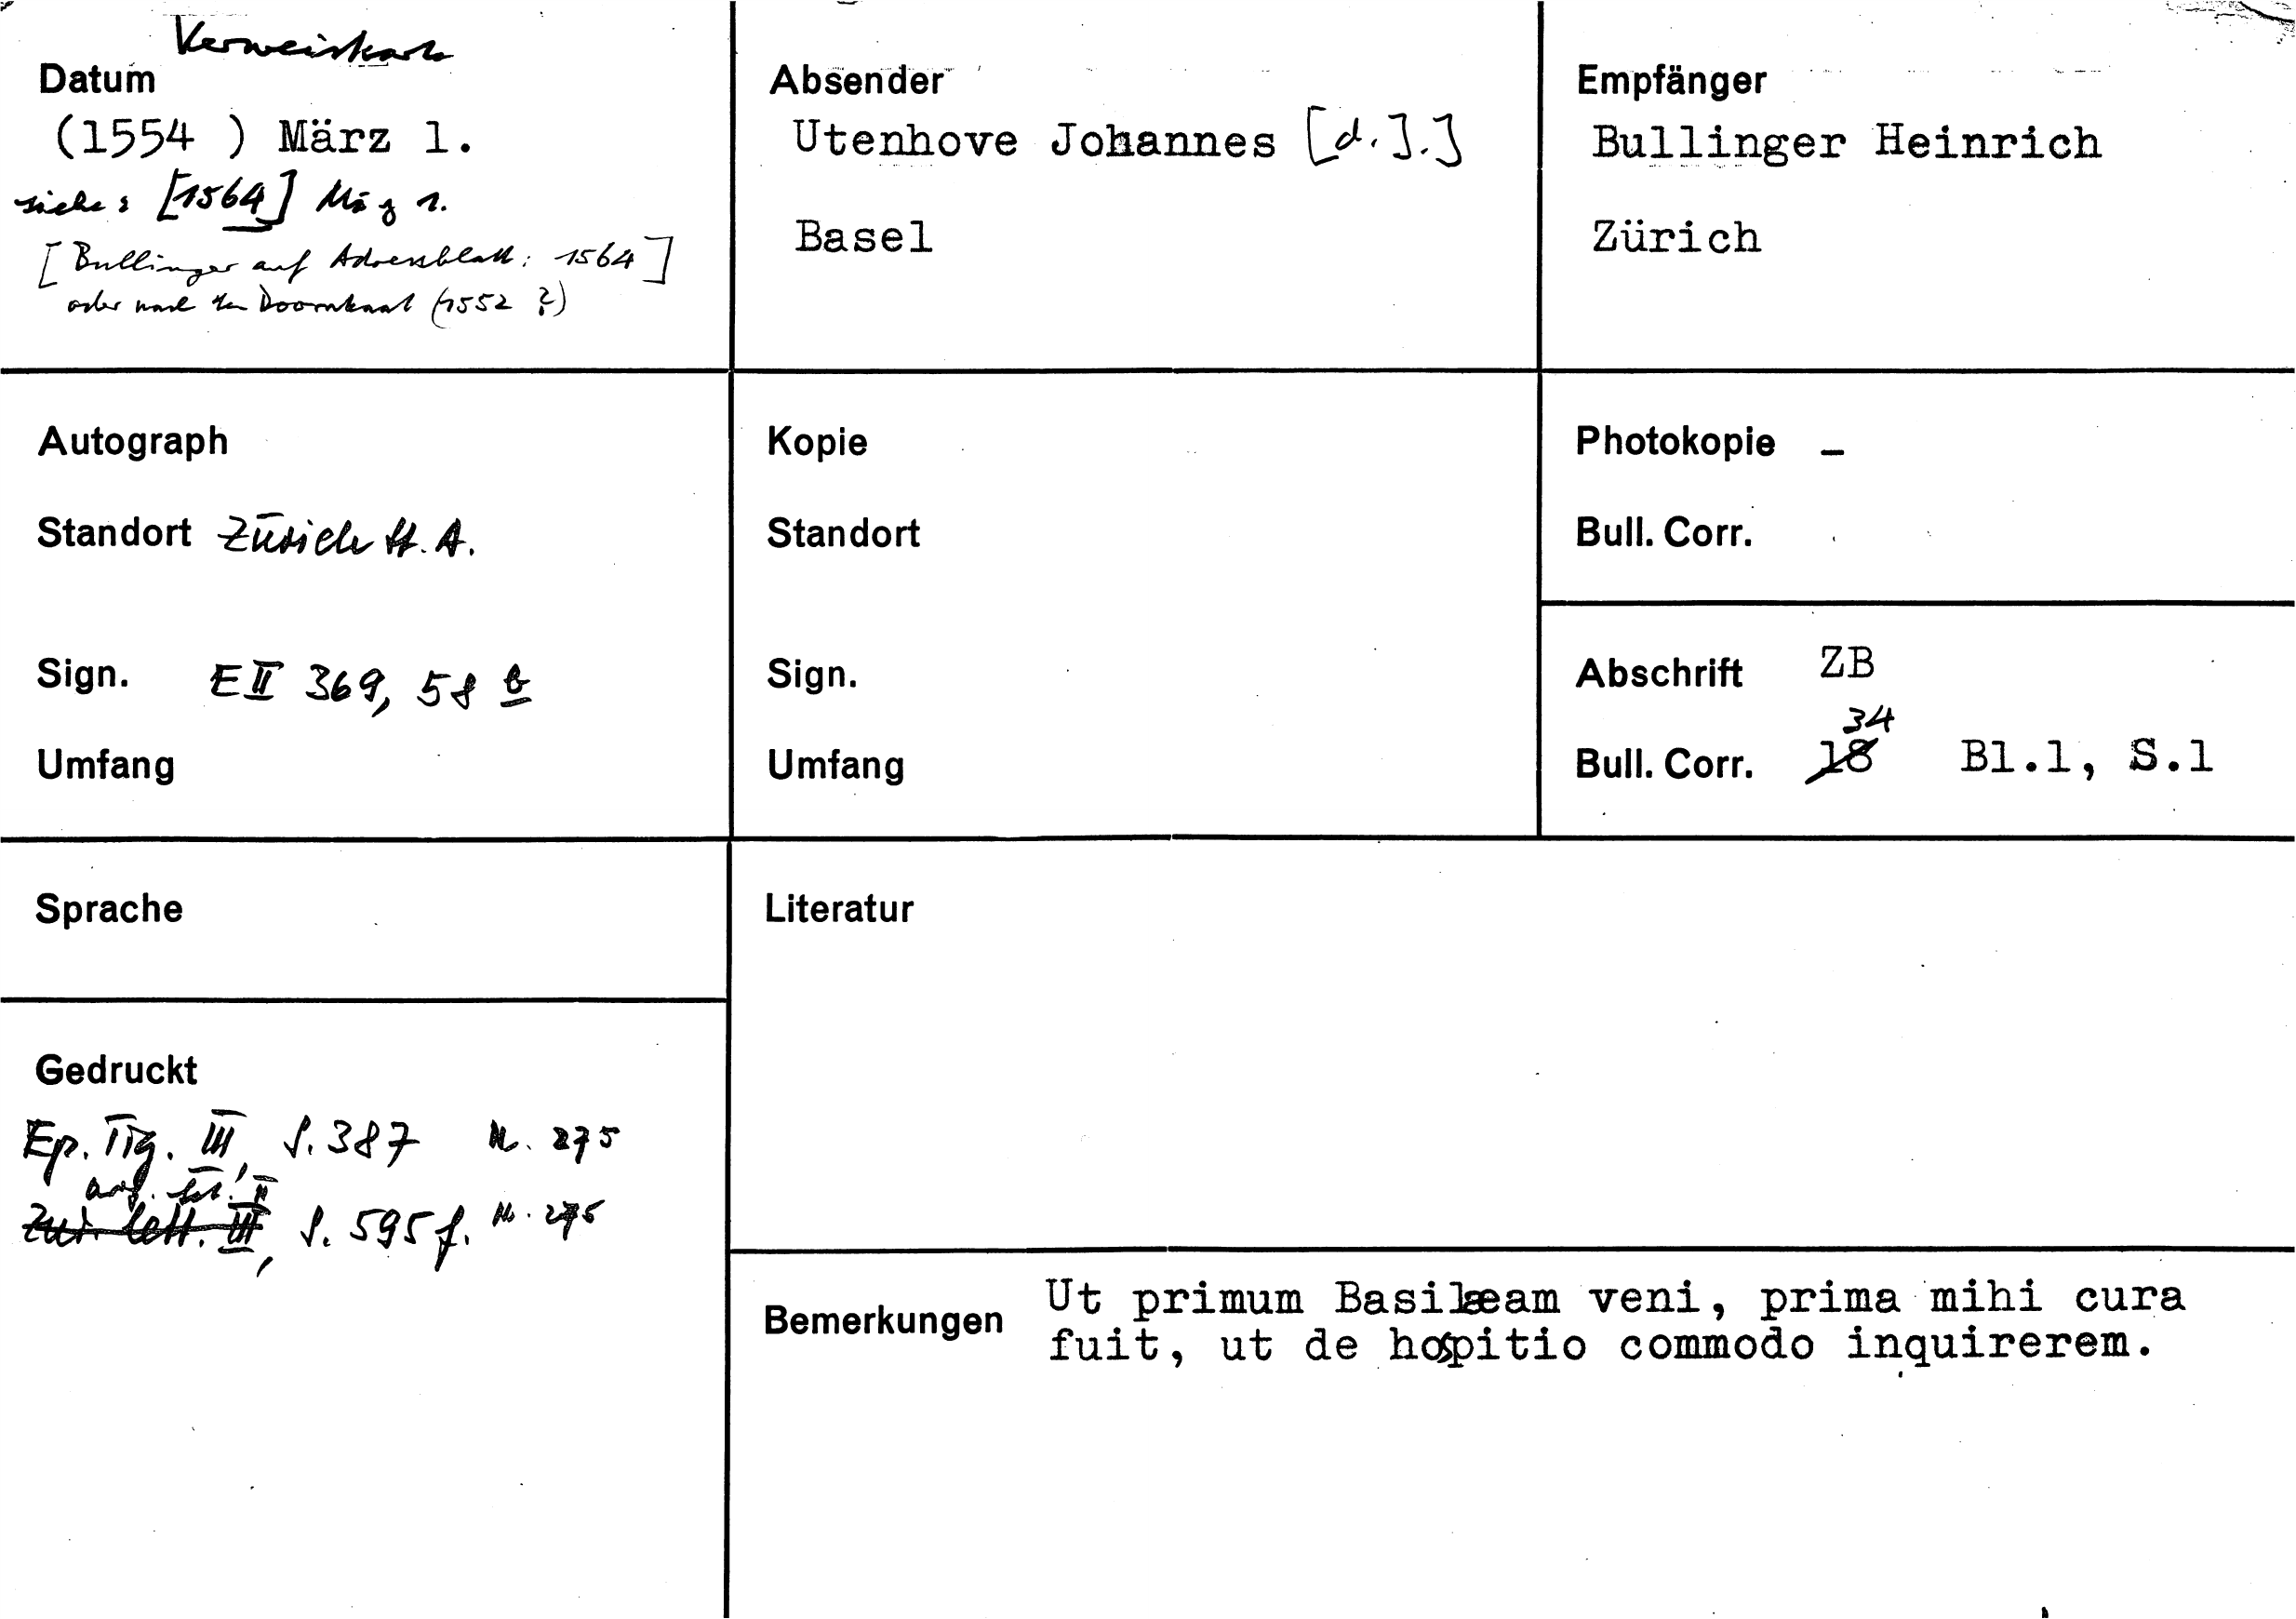 Verweiskarte
Datum
(1554 ) März 1.
siehe: [1564] März 1.
[Bullinger auf Adressblatt: 1564]
oder nach ten Doornkaat (1552 ?)
Absender
Utenhove Johannes [d.J.]
Basel
Empfänger
Bullinger Heinrich
Zürich
Autograph
Standort Zürich St.A.
Sign. E II 369, 58 b
Umfang
Kopie
Standort
Sign.
Umfang
Photokopie –
Bull. Corr.
Abschrift ZB
34
Bull. Corr. 18 Bl.1, S.1
Sprache
Gedruckt
Ep. Tig. III, S. 387 N. 275
Zür. Lett. III, S. 595 f. N. 275
Literatur
Bemerkungen Ut primum Basileam veni, prima mihi cura
fuit, ut de hospitio commodo inquirerem.